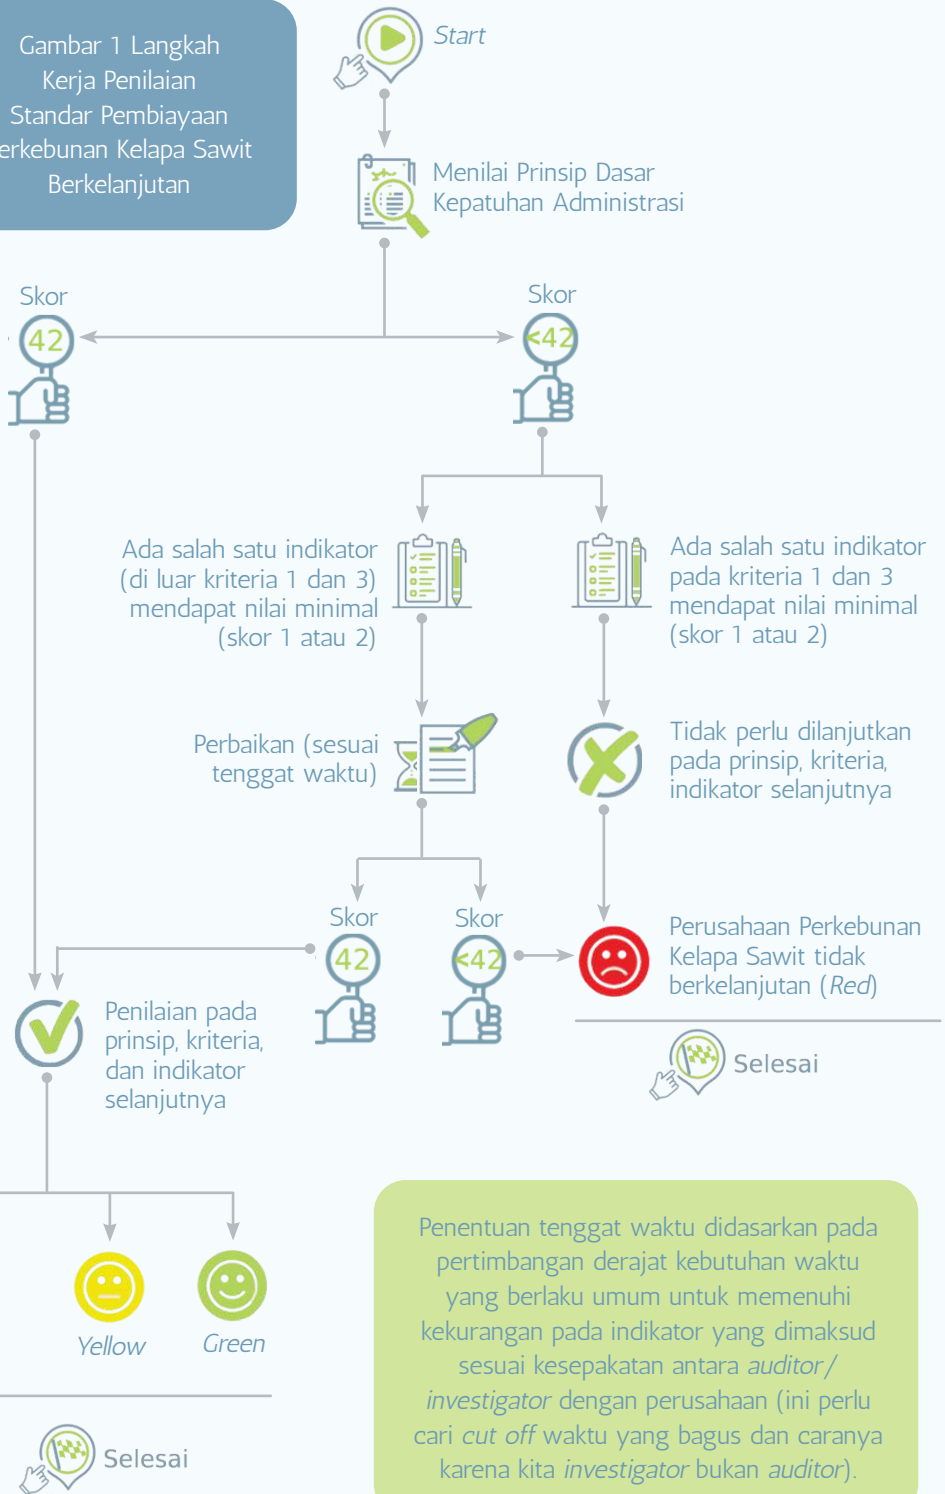 Gambar 1 Langkah
Kerja Penilaian
Standar Pembiayaan
erkebunan Kelapa Sawit
Berkelanjutan
Start
Menilai Prinsip Dasar
Kepatuhan Administrasi
Skor
42
Skor
<42
Ada salah satu indikator
(di luar kriteria 1 dan 3)
mendapat nilai minimal
(skor 1 atau 2)
Ada salah satu indikator
pada kriteria 1 dan 3
mendapat nilai minimal
(skor 1 atau 2)
Perbaikan (sesuai
tenggat waktu)
Tidak perlu dilanjutkan
pada prinsip, kriteria,
indikator selanjutnya
Skor
42
Skor
<42
Perusahaan Perkebunan
Kelapa Sawit tidak
berkelanjutan (Red)
Selesai
Penilaian pada
prinsip, kriteria,
dan indikator
selanjutnya
Yellow
Green
Selesai
Penentuan tenggat waktu didasarkan pada
pertimbangan derajat kebutuhan waktu
yang berlaku umum untuk memenuhi
kekurangan pada indikator yang dimaksud
sesuai kesepakatan antara auditor/
investigator dengan perusahaan (ini perlu
cari cut off waktu yang bagus dan caranya
karena kita investigator bukan auditor).